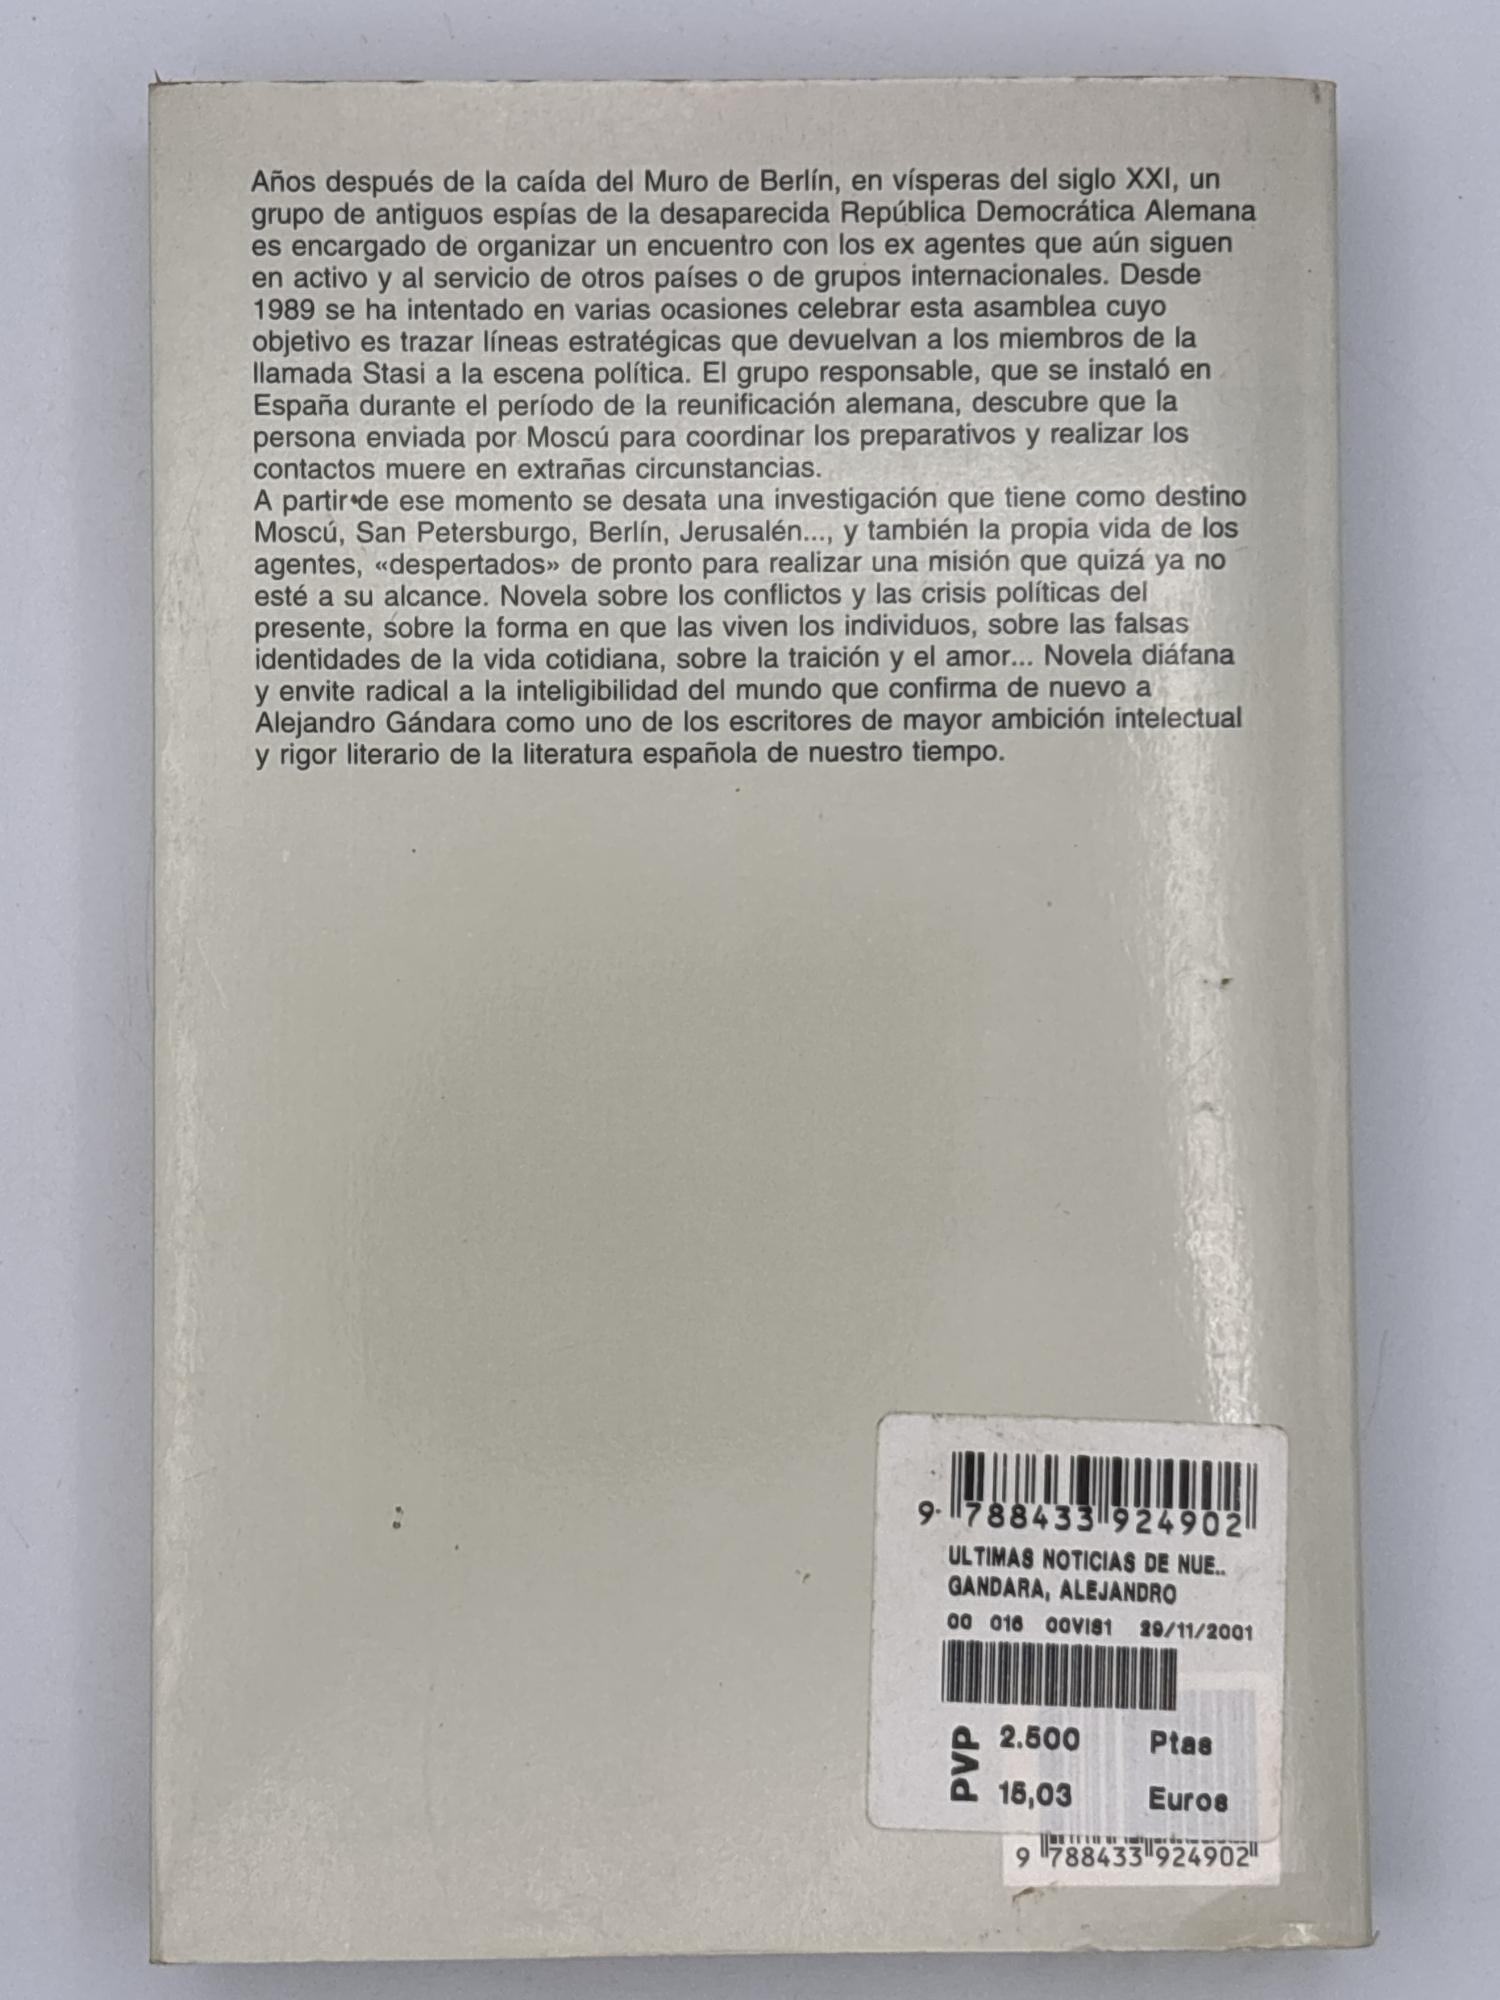 Años después de la caída del Muro de Berlín, en vísperas del siglo XXI, un
grupo de antiguos espías de la desaparecida República Democrática Alemana
es encargado de organizar un encuentro con los ex agentes que aún siguen
en activo y al servicio de otros países o de grupos internacionales. Desde
1989 se ha intentado en varias ocasiones celebrar esta asamblea cuyo
objetivo es trazar líneas estratégicas que devuelvan a los miembros de la
llamada Stasi a la escena política. El grupo responsable, que se instaló en
España durante el período de la reunificación alemana, descubre que la
persona enviada por Moscú para coordinar los preparativos y realizar los
contactos muere en extrañas circunstancias.
A partir de ese momento se desata una investigación que tiene como destino
Moscú, San Petersburgo, Berlín, Jerusalén..., y también la propia vida de los
agentes, «despertados» de pronto para realizar una misión que quizá ya no
esté a su alcance. Novela sobre los conflictos y las crisis políticas del
presente, sobre la forma en que las viven los individuos, sobre las falsas
identidades de la vida cotidiana, sobre la traición y el amor... Novela diáfana
y envite radical a la inteligibilidad del mundo que confirma de nuevo a
Alejandro Gándara como uno de los escritores de mayor ambición intelectual
y rigor literario de la literatura española de nuestro tiempo.
9 788433 924902
ULTIMAS NOTICIAS DE NUE..
GANDARA, ALEJANDRO
00 016 00VIS1 29/11/2001
PVP 2.500 Ptas
15,03 Euros
9 788433 924902